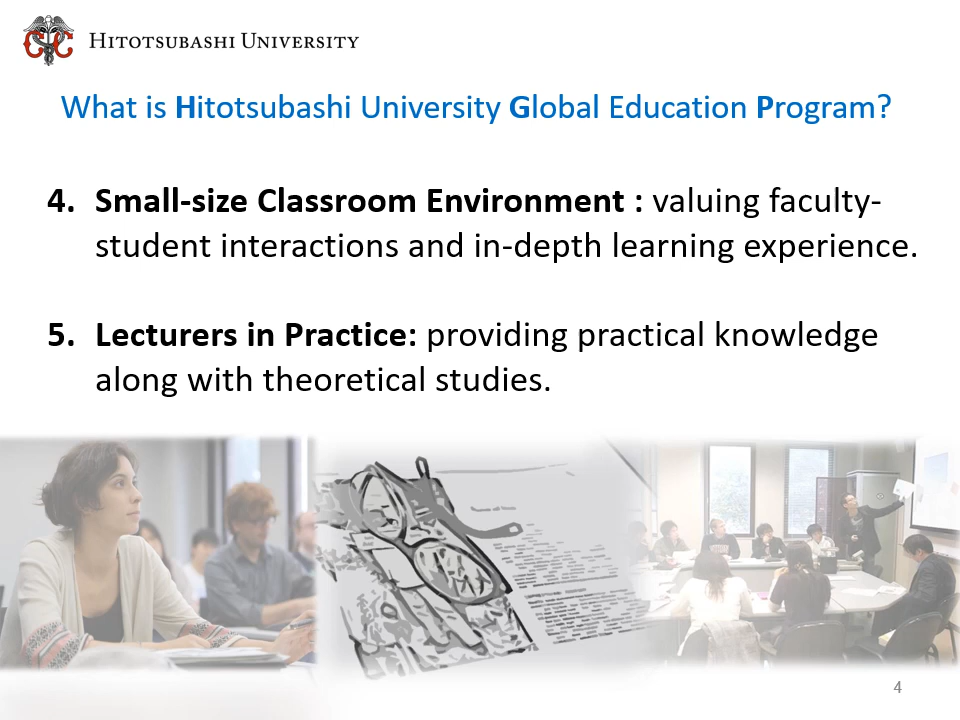 HITOTSUBASHI UNIVERSITY
What is Hitotsubashi University Global Education Program?
4. Small-size Classroom Environment : valuing faculty-
student interactions and in-depth learning experience.
5. Lecturers in Practice: providing practical knowledge
along with theoretical studies.
4